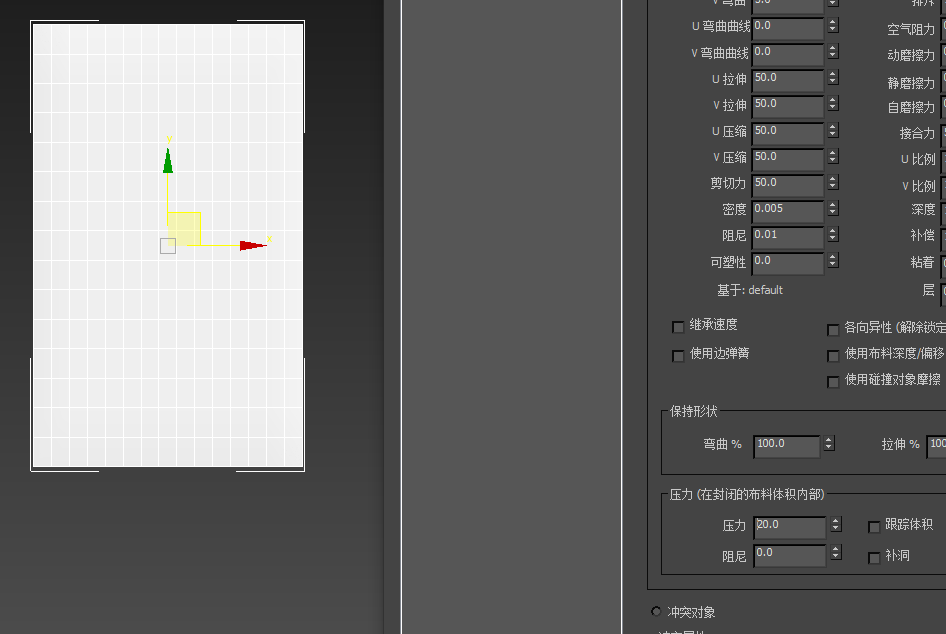 V 弯曲 5.0
U 弯曲曲线 0.0 空气阻力
V 弯曲曲线 0.0 动磨擦力
U 拉伸 50.0 静磨擦力
V 拉伸 50.0 自磨擦力
U 压缩 50.0 接合力
V 压缩 50.0 U 比例
剪切力 50.0 V 比例
密度 0.005 深度
阻尼 0.01 补偿
可塑性 0.0 粘着
基于: default 层
继承速度 各向异性 (解除锁定
使用边弹簧 使用布料深度/偏移
使用碰撞对象摩擦
保持形状
弯曲 % 100.0 拉伸 % 100
压力 (在封闭的布料体积内部)
压力 20.0 跟踪体积
阻尼 0.0 补洞
冲突对象
Y
x